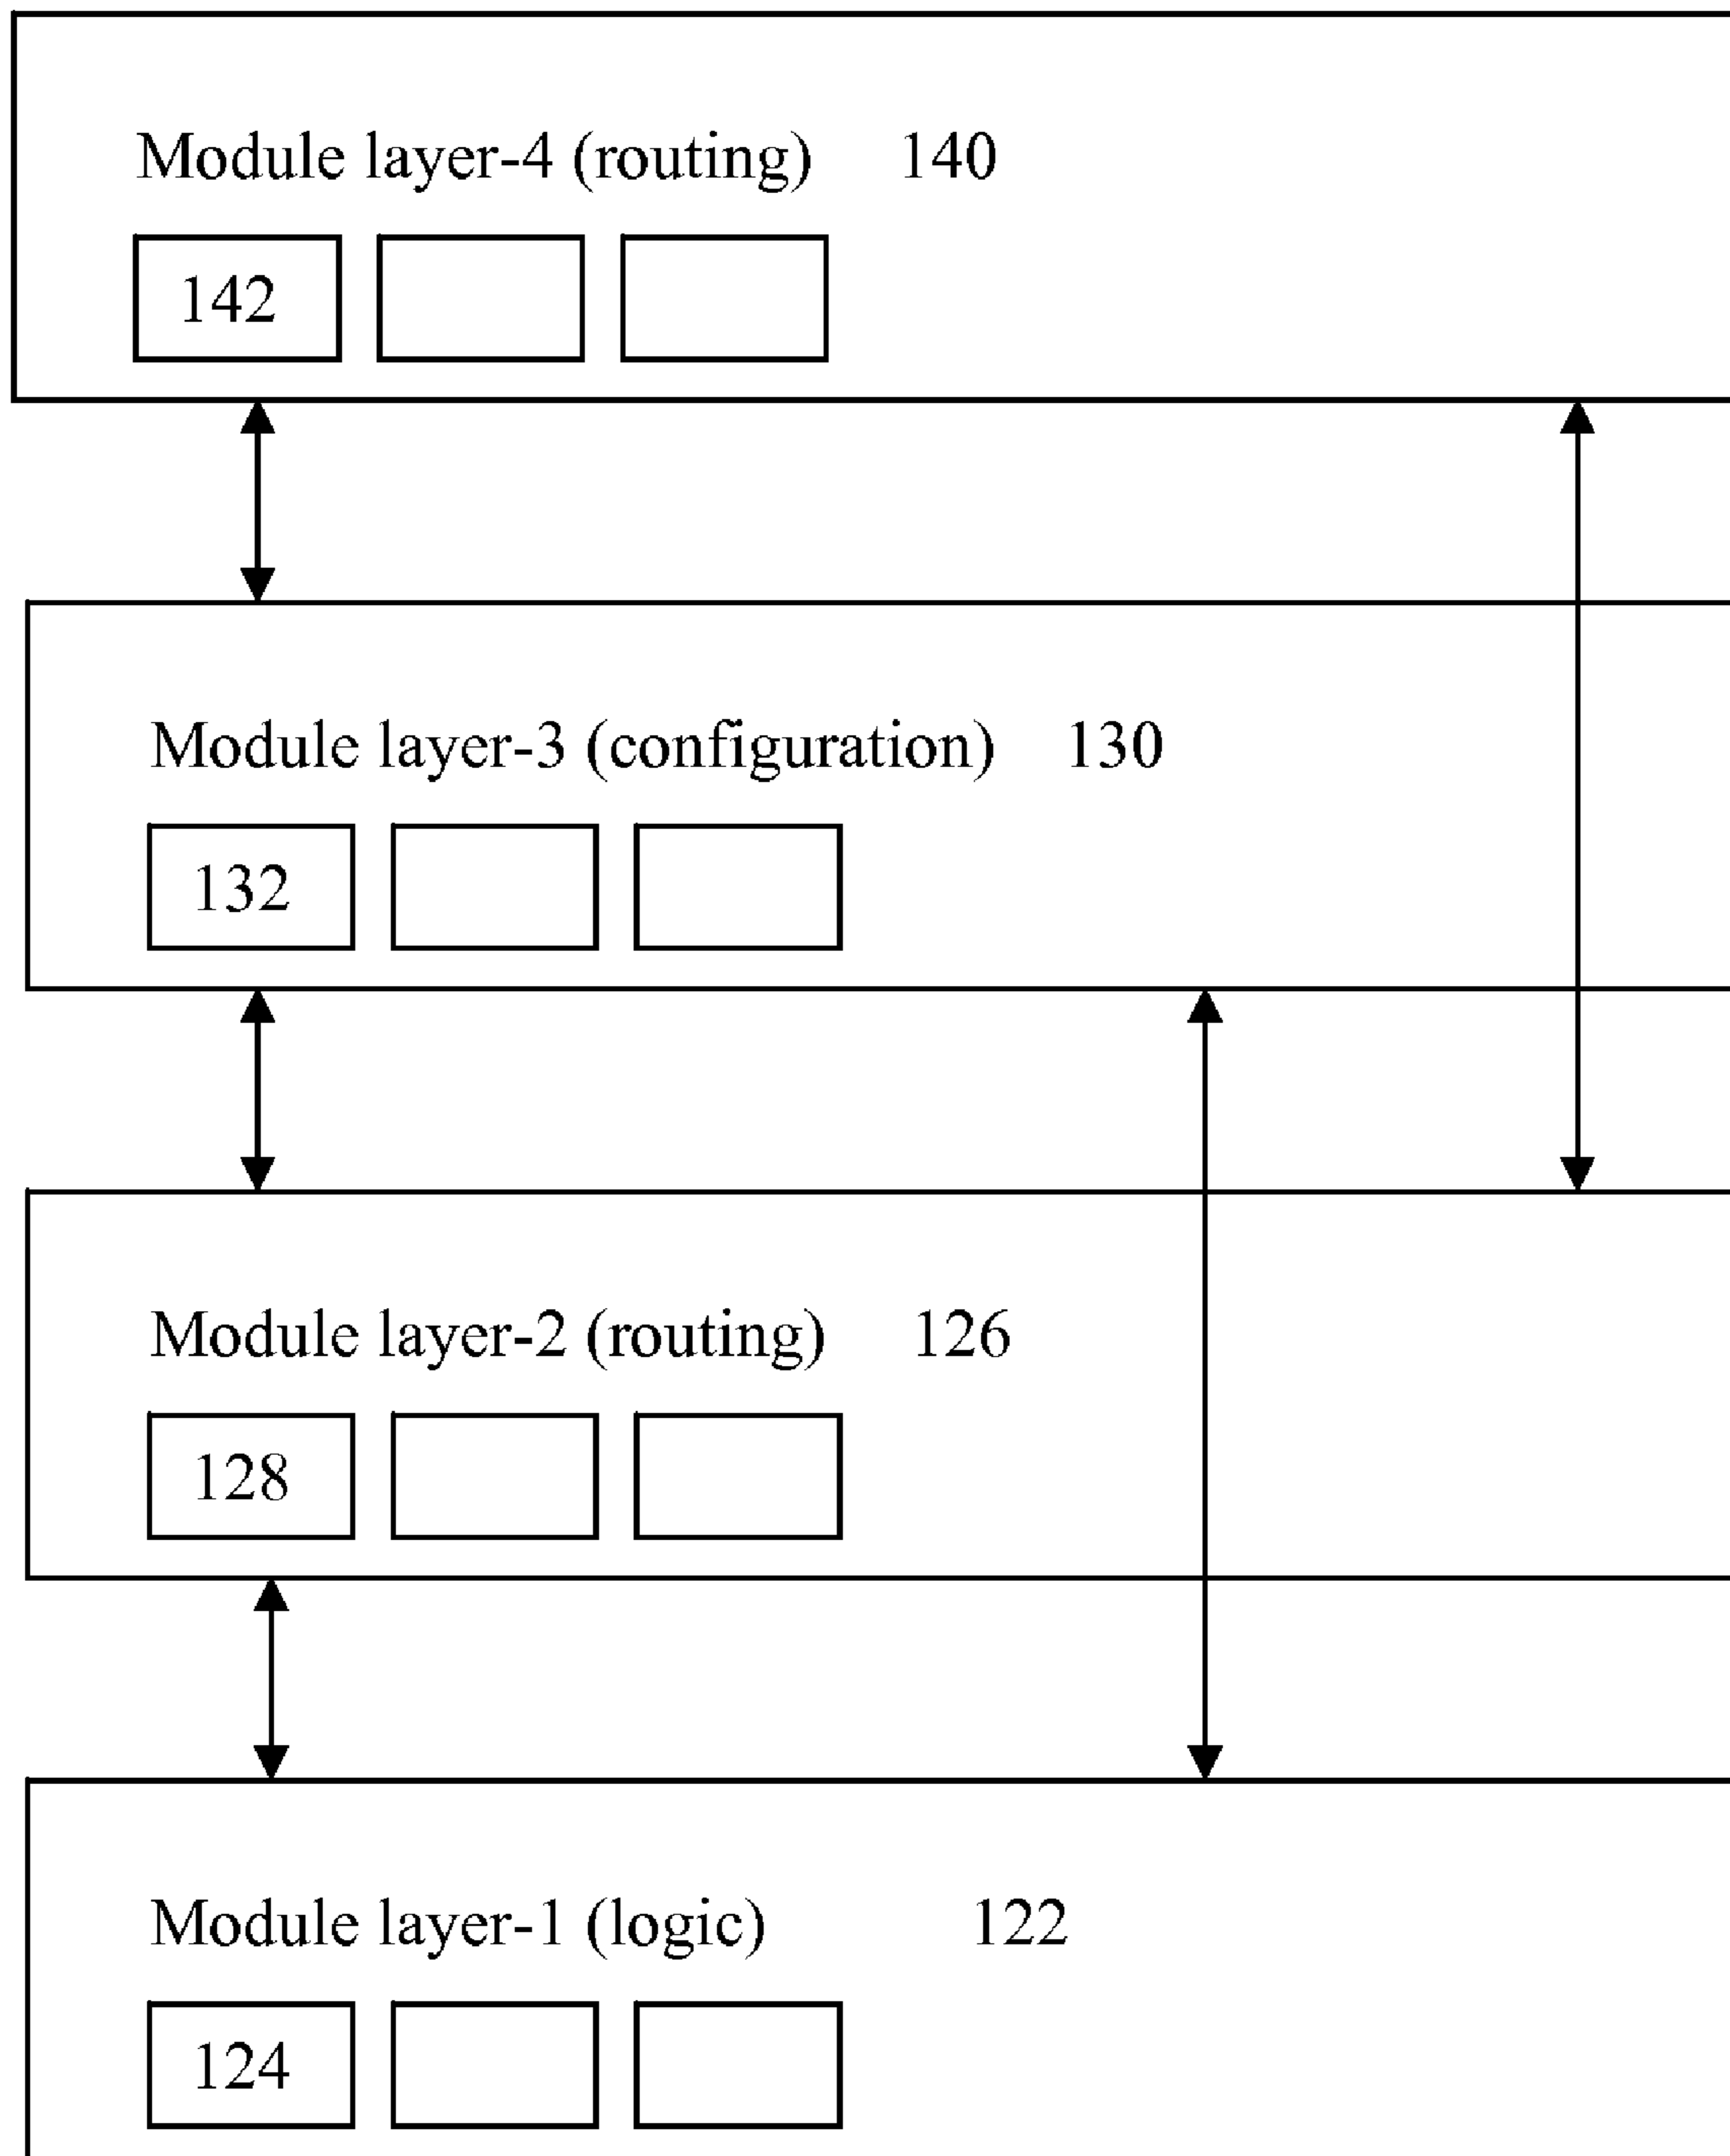 Module layer-4 (routing) 140
142
Module layer-3 (configuration) 130
132
Module layer-2 (routing) 126
128
Module layer-1 (logic) 122
124